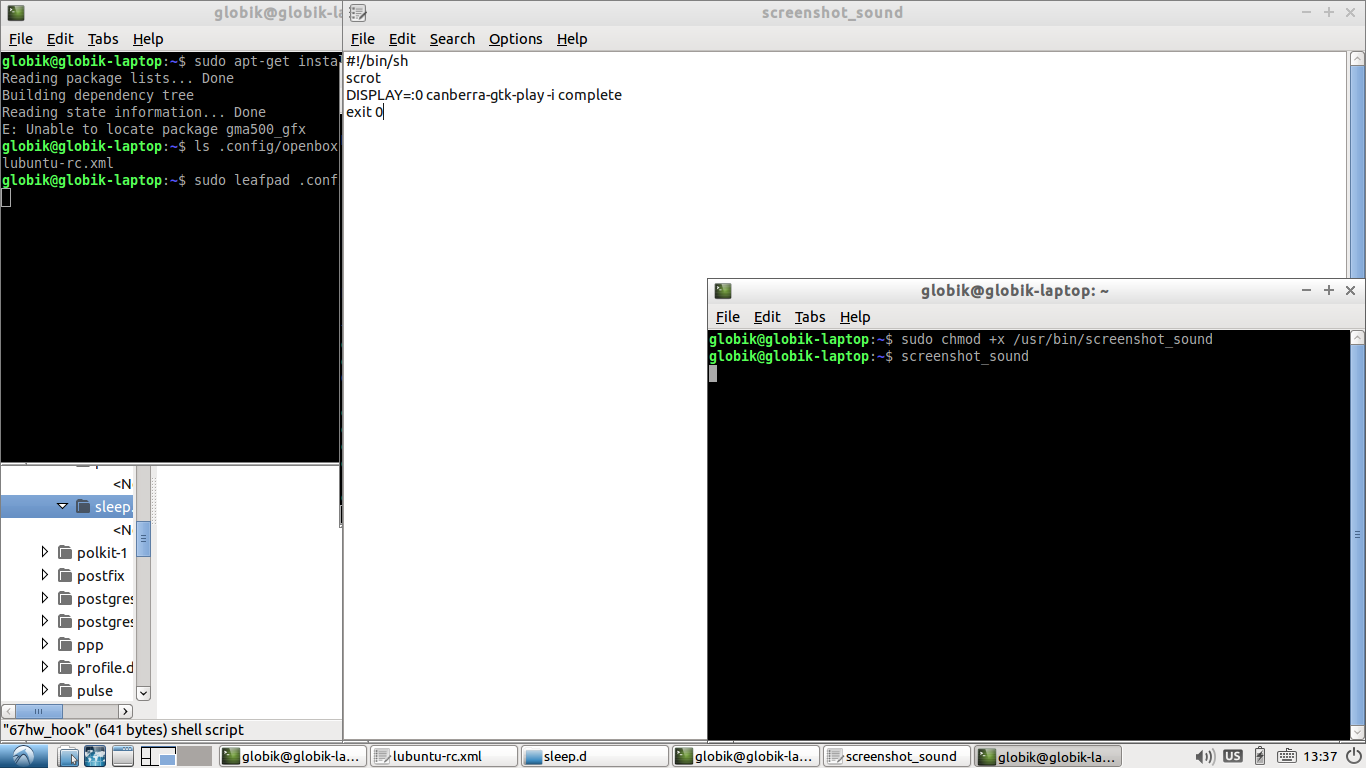 globik@globik-l
File Edit Tabs Help
globik@globik-laptop:~$ sudo apt-get insta
Reading package lists... Done
Building dependency tree
Reading state information... Done
E: Unable to locate package gma500_gfx
globik@globik-laptop:~$ ls .config/openbox
lubuntu-rc.xml
globik@globik-laptop:~$ sudo leafpad .conf
screenshot_sound
File Edit Search Options Help
#!/bin/sh
scrot
DISPLAY=:0 canberra-gtk-play -i complete
exit 0
globik@globik-laptop: ~
File Edit Tabs Help
globik@globik-laptop:~$ sudo chmod +x /usr/bin/screenshot_sound
globik@globik-laptop:~$ screenshot_sound
<N
sleep.
<N
polkit-1
postfix
postgres
postgres
ppp
profile.d
pulse
"67hw_hook" (641 bytes) shell script
globik@globik-la...
lubuntu-rc.xml
sleep.d
globik@globik-la...
screenshot_sound
globik@globik-la...
US
13:37